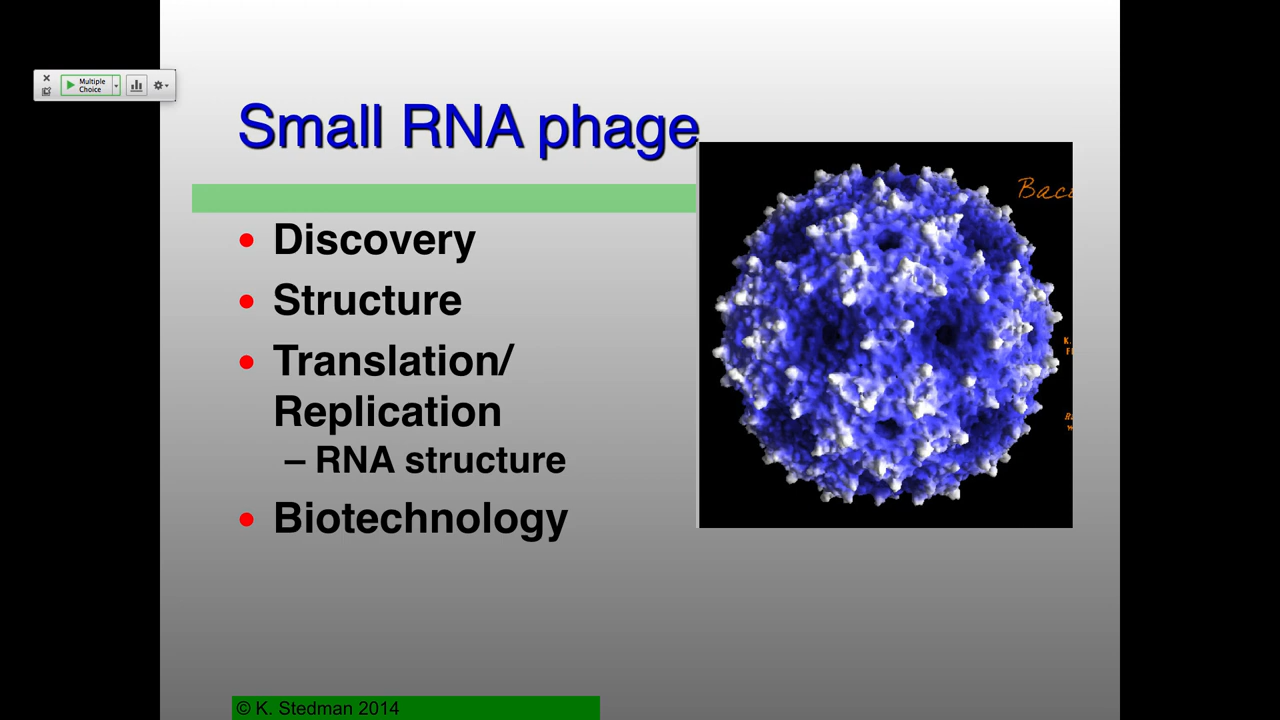 Multiple
Choice
Small RNA phage
• Discovery
• Structure
• Translation/
Replication
– RNA structure
• Biotechnology
K.
© K. Stedman 2014